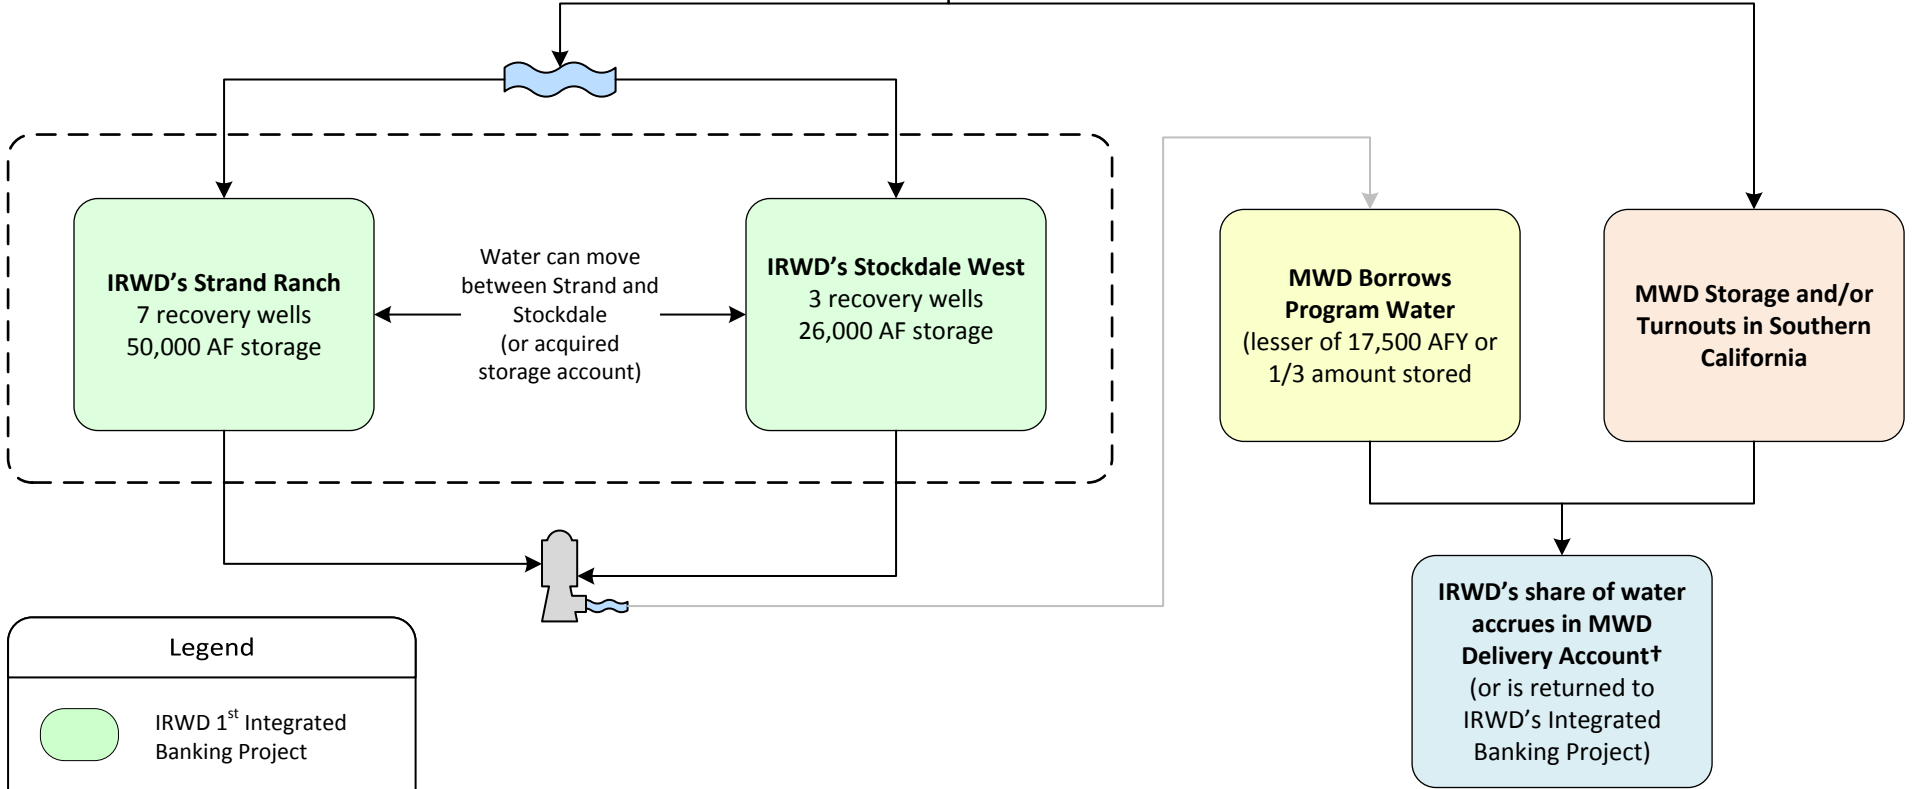 IRWD’s Strand Ranch
7 recovery wells
50,000 AF storage
Water can move
between Strand and
Stockdale
(or acquired
storage account)
IRWD’s Stockdale West
3 recovery wells
26,000 AF storage
MWD Borrows
Program Water
(lesser of 17,500 AFY or
1/3 amount stored
MWD Storage and/or
Turnouts in Southern
California
IRWD’s share of water
accrues in MWD
Delivery Account†
(or is returned to
IRWD’s Integrated
Banking Project)
Legend
IRWD 1st Integrated
Banking Project